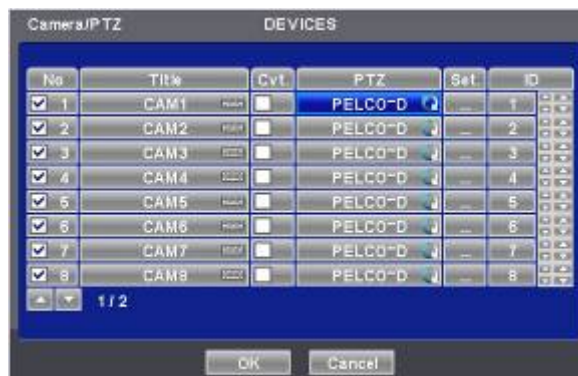 Camera/PTZ DEVICES
No Title Cvt. PTZ Set. ID
1 CAM1 PELCO-D ... 1
2 CAM2 PELCO-D ... 2
3 CAM3 PELCO-D ... 3
4 CAM4 PELCO-D ... 4
5 CAM5 PELCO-D ... 5
6 CAM6 PELCO-D ... 6
7 CAM7 PELCO-D ... 7
8 CAM8 PELCO-D ... 8
1 / 2
OK Cancel